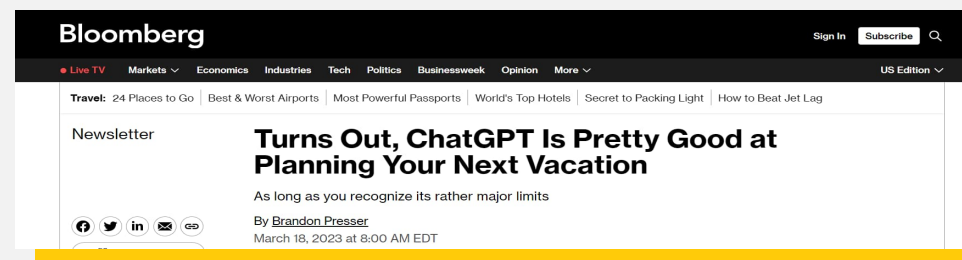 Bloomberg
Sign In Subscribe
Live TV Markets Economics Industries Tech Politics Businessweek Opinion More US Edition
Travel: 24 Places to Go Best & Worst Airports Most Powerful Passports World's Top Hotels Secret to Packing Light How to Beat Jet Lag
Newsletter
Turns Out, ChatGPT Is Pretty Good at
Planning Your Next Vacation
As long as you recognize its rather major limits
By Brandon Presser
March 18, 2023 at 8:00 AM EDT